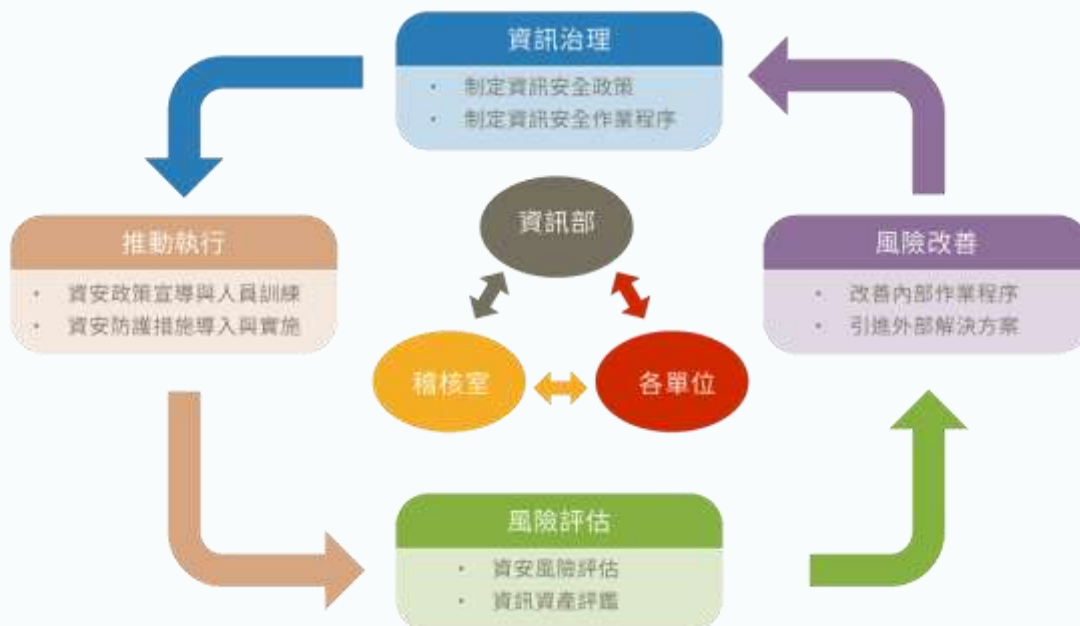 資訊治理
• 制定資訊安全政策
• 制定資訊安全作業程序
資訊部
推動執行
• 資安政策宣導與人員訓練
• 資安防護措施導入與實施
風險改善
• 改善內部作業程序
• 引進外部解決方案
稽核室
各單位
風險評估
• 資安風險評估
• 資訊資產評鑑